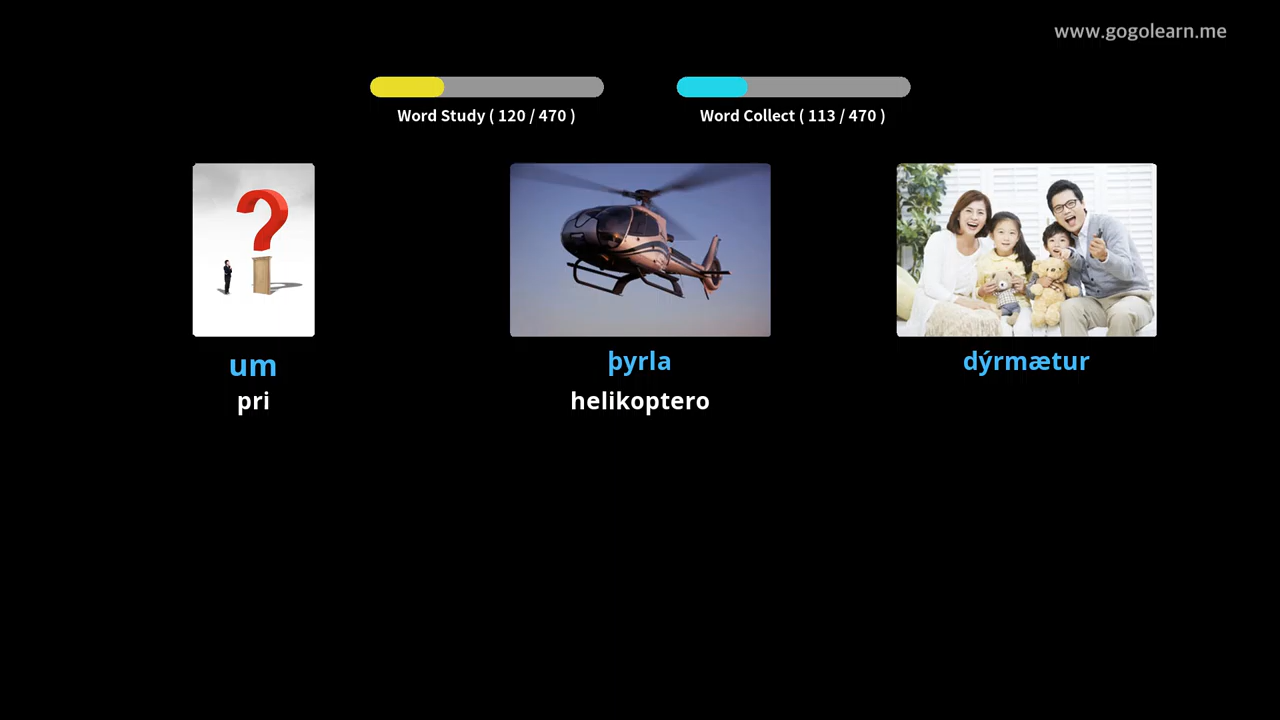 www.gogolearn.me
Word Study ( 120 / 470 )
Word Collect ( 113 / 470 )
um
pri
þyrla
helikoptero
dýrmætur